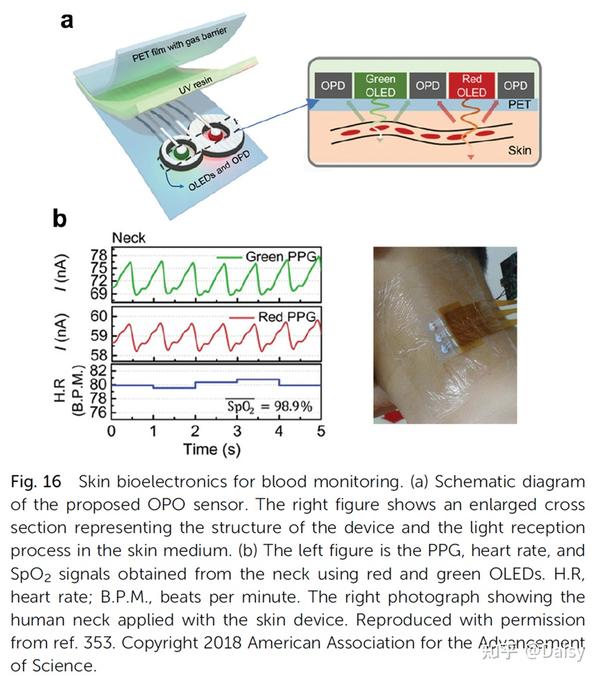 a
PET film with gas barrier
UV resin
OLEDs and OPD
OPD
Green
OLED
OPD
Red
OLED
OPD
PET
Skin
b
Neck
I (nA)
78
75
72
69
Green PPG
I (nA)
60
59
58
Red PPG
H.R
(B.P.M.)
82
80
78
76
SpO₂ = 98.9%
0 1 2 3 4 5
Time (s)
Fig. 16 Skin bioelectronics for blood monitoring. (a) Schematic diagram
of the proposed OPO sensor. The right figure shows an enlarged cross
section representing the structure of the device and the light reception
process in the skin medium. (b) The left figure is the PPG, heart rate, and
SpO₂ signals obtained from the neck using red and green OLEDs. H.R,
heart rate; B.P.M., beats per minute. The right photograph showing the
human neck applied with the skin device. Reproduced with permission
from ref. 353. Copyright 2018 American Association for the Advancement
of Science.
知乎 @Daisy